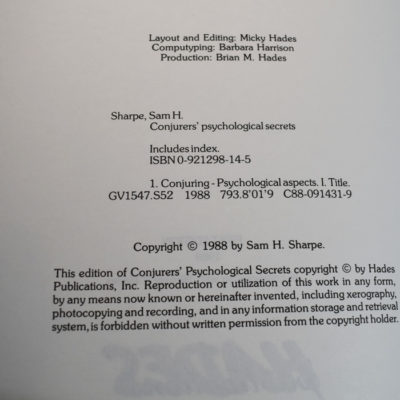 Layout and Editing: Micky Hades
Computyping: Barbara Harrison
Production: Brian M. Hades
Sharpe, Sam H.
Conjurers' psychological secrets
Includes index.
ISBN 0-921298-14-5
1. Conjuring - Psychological aspects. I. Title.
GV1547.S52 1988 793.8'01'9 C88-091431-9
Copyright © 1988 by Sam H. Sharpe.
This edition of Conjurers' Psychological Secrets copyright © by Hades
Publications, Inc. Reproduction or utilization of this work in any form,
by any means now known or hereinafter invented, including xerography,
photocopying and recording, and in any information storage and retrieval
system, is forbidden without written permission from the copyright holder.